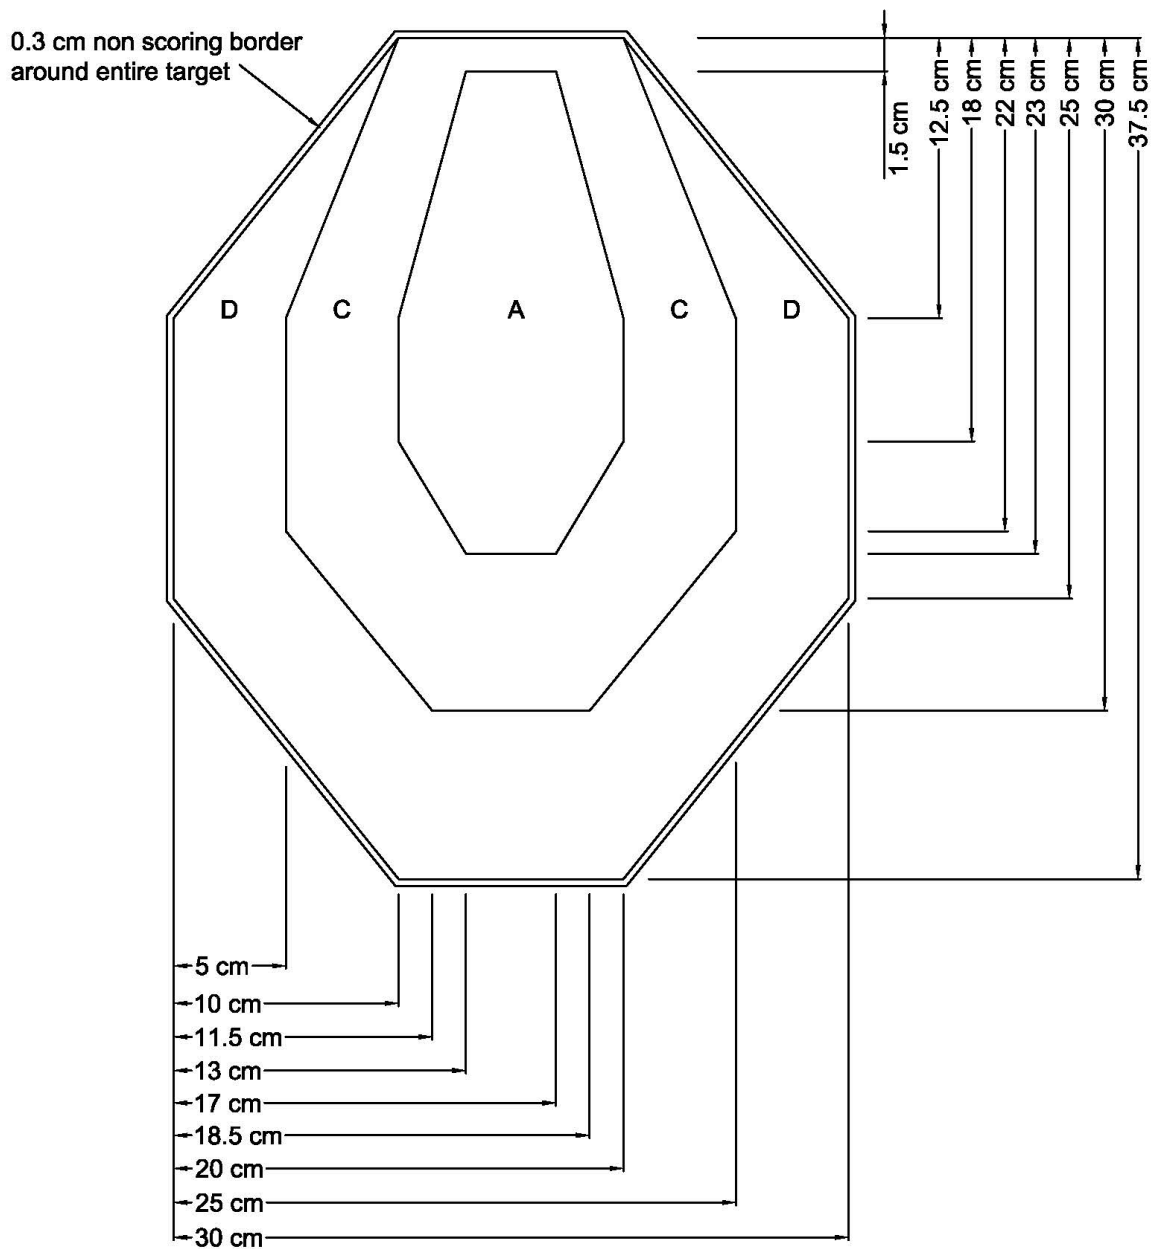 0.3 cm non scoring border
around entire target
1.5 cm
12.5 cm
18 cm
22 cm
23 cm
25 cm
30 cm
37.5 cm
D
C
A
C
D
5 cm
10 cm
11.5 cm
13 cm
17 cm
18.5 cm
20 cm
25 cm
30 cm